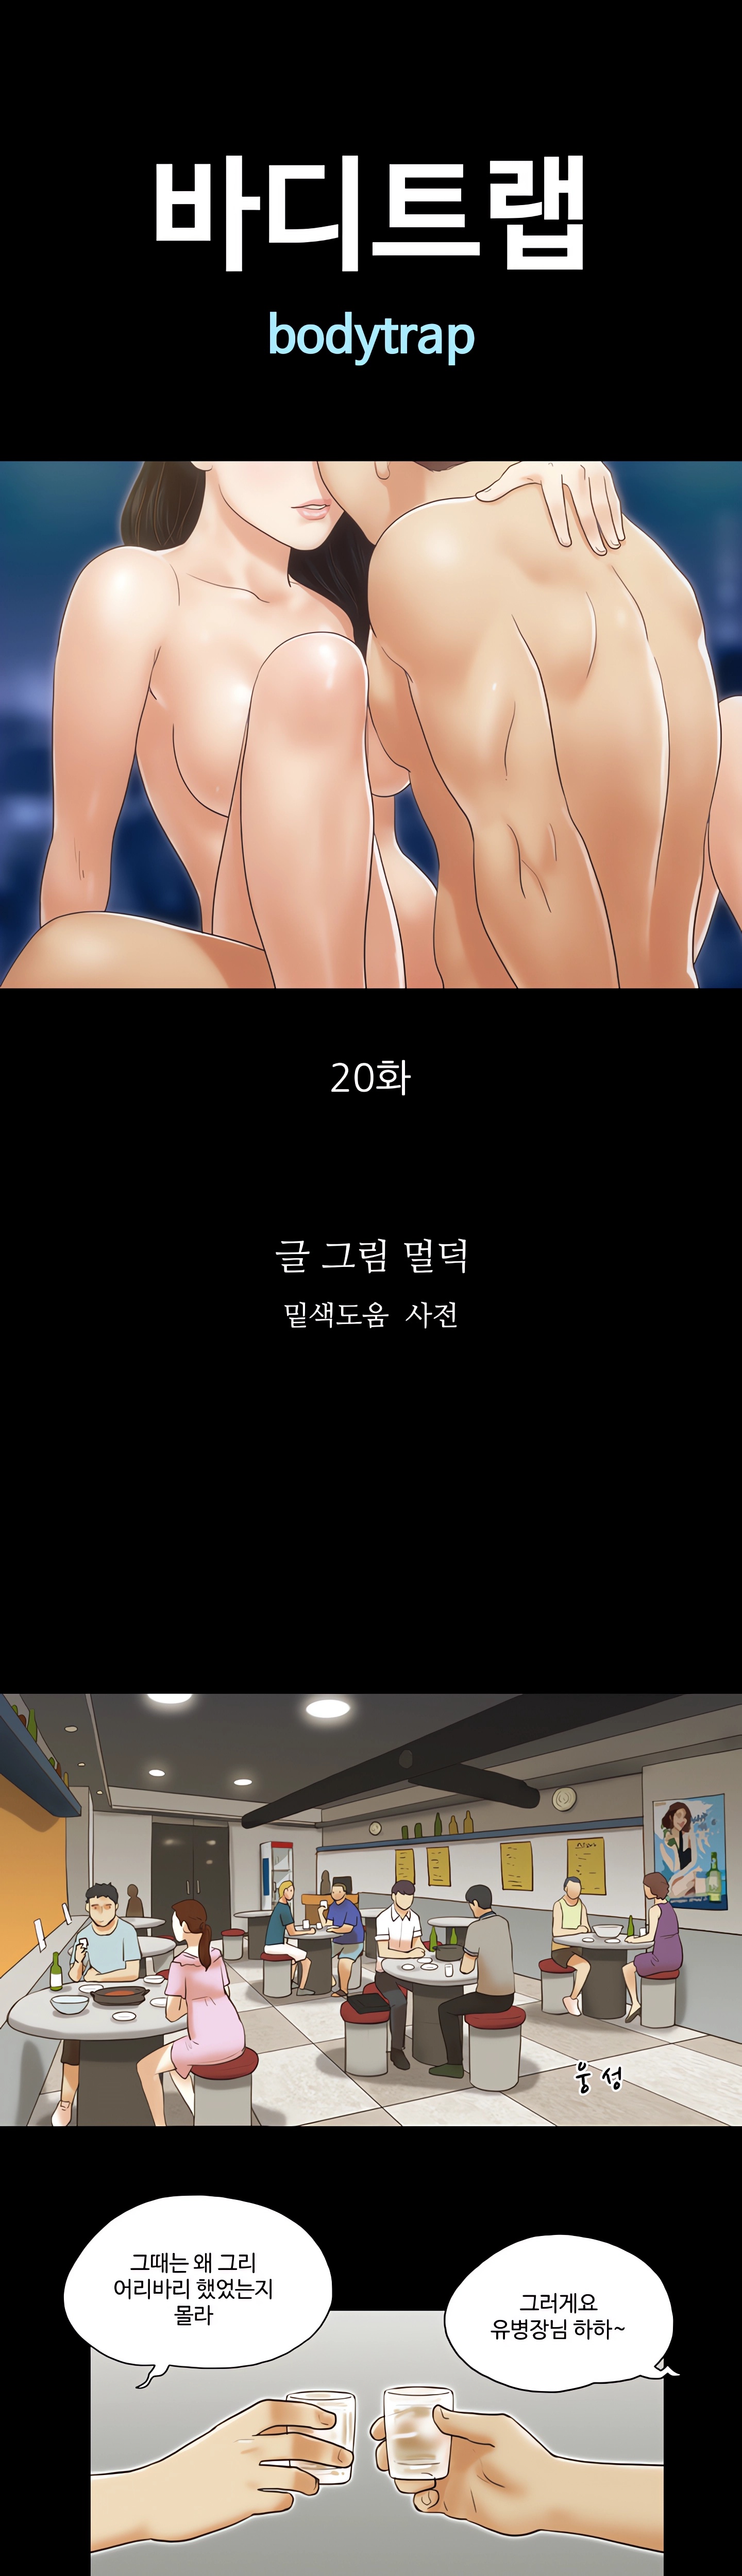 바디트랩
bodytrap
20화
글 그림 멀덕
밑색도움 사전
웅 성
그때는 왜 그리
어리바리 했었는지
몰라
그러게요
유병장님 하하~